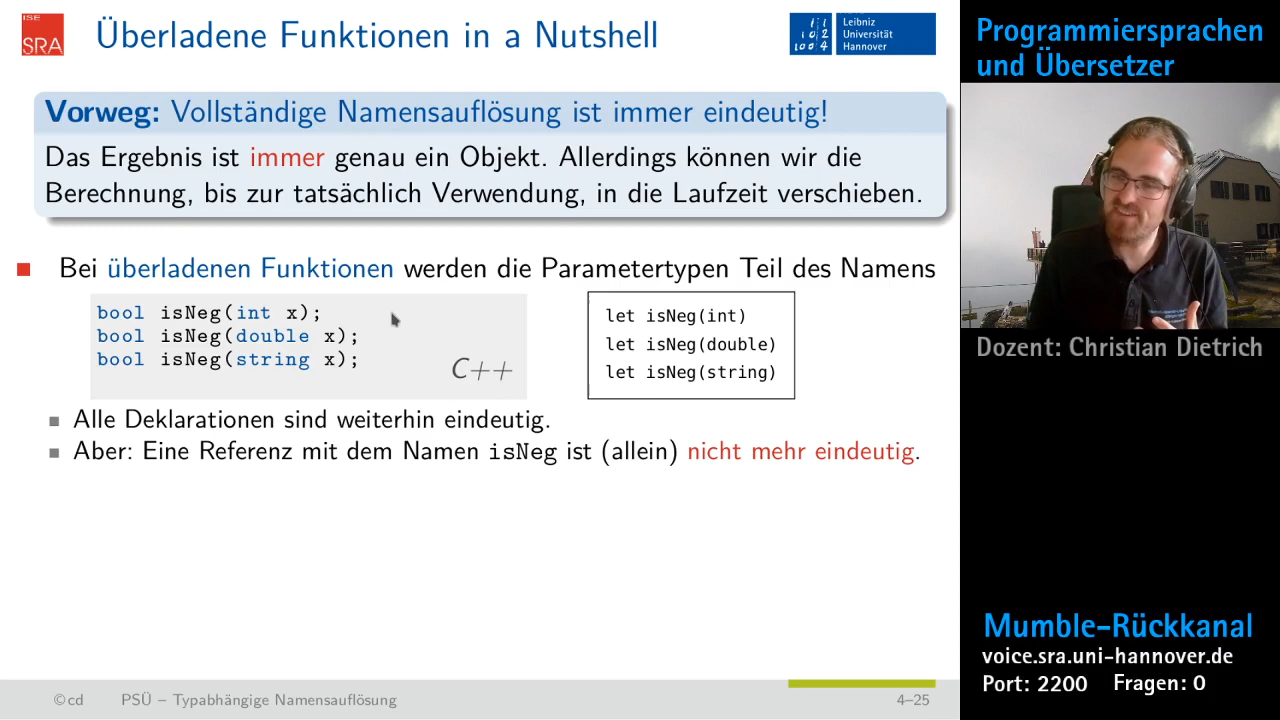 ISE
SRA
Überladene Funktionen in a Nutshell
Leibniz
Universität
Hannover
Vorweg: Vollständige Namensauflösung ist immer eindeutig!
Das Ergebnis ist immer genau ein Objekt. Allerdings können wir die
Berechnung, bis zur tatsächlich Verwendung, in die Laufzeit verschieben.
Bei überladenen Funktionen werden die Parametertypen Teil des Namens
bool isNeg(int x);
bool isNeg(double x);
bool isNeg(string x);
C++
let isNeg(int)
let isNeg(double)
let isNeg(string)
Alle Deklarationen sind weiterhin eindeutig.
Aber: Eine Referenz mit dem Namen isNeg ist (allein) nicht mehr eindeutig.
©cd
PSÜ – Typabhängige Namensauflösung
4–25
Programmiersprachen
und Übersetzer
Dozent: Christian Dietrich
Mumble-Rückkanal
voice.sra.uni-hannover.de
Port: 2200 Fragen: 0